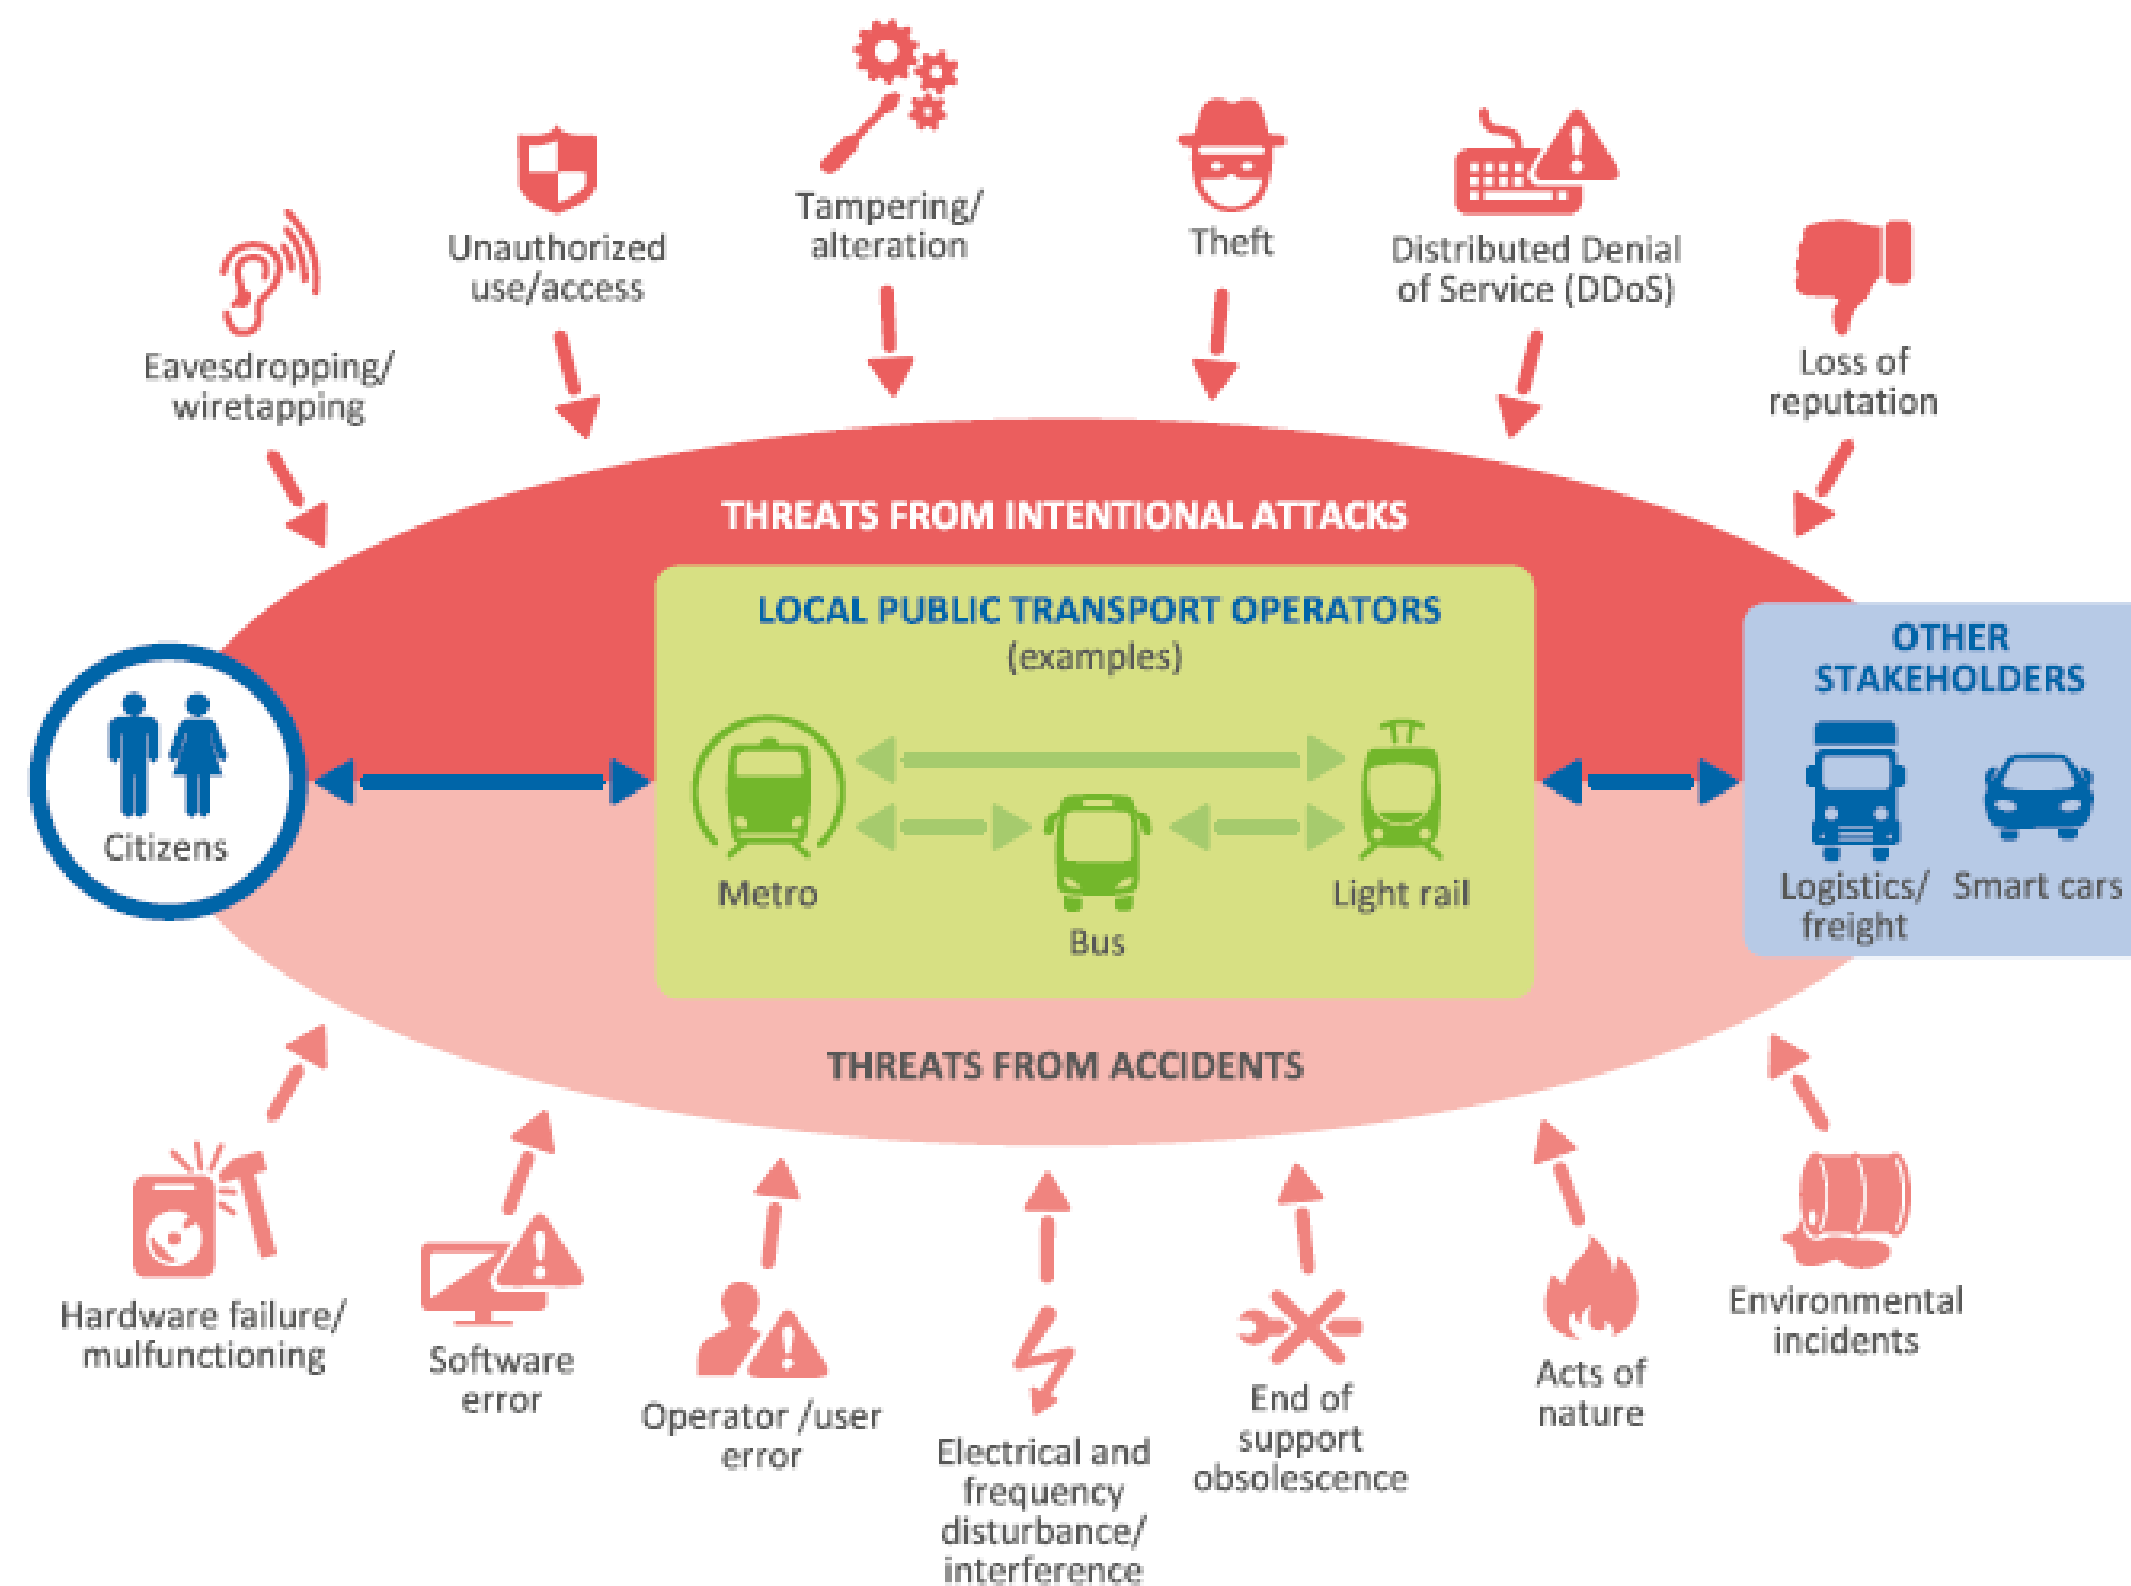 Tampering/
alteration
Unauthorized
use/access
Theft
Distributed Denial
of Service (DDoS)
Eavesdropping/
wiretapping
Loss of
reputation
THREATS FROM INTENTIONAL ATTACKS
LOCAL PUBLIC TRANSPORT OPERATORS
(examples)
Metro
Bus
Light rail
Citizens
OTHER
STAKEHOLDERS
Logistics/
freight
Smart cars
THREATS FROM ACCIDENTS
Hardware failure/
mulfunctioning
Software
error
Operator /user
error
Electrical and
frequency
disturbance/
interference
End of
support
obsolescence
Acts of
nature
Environmental
incidents